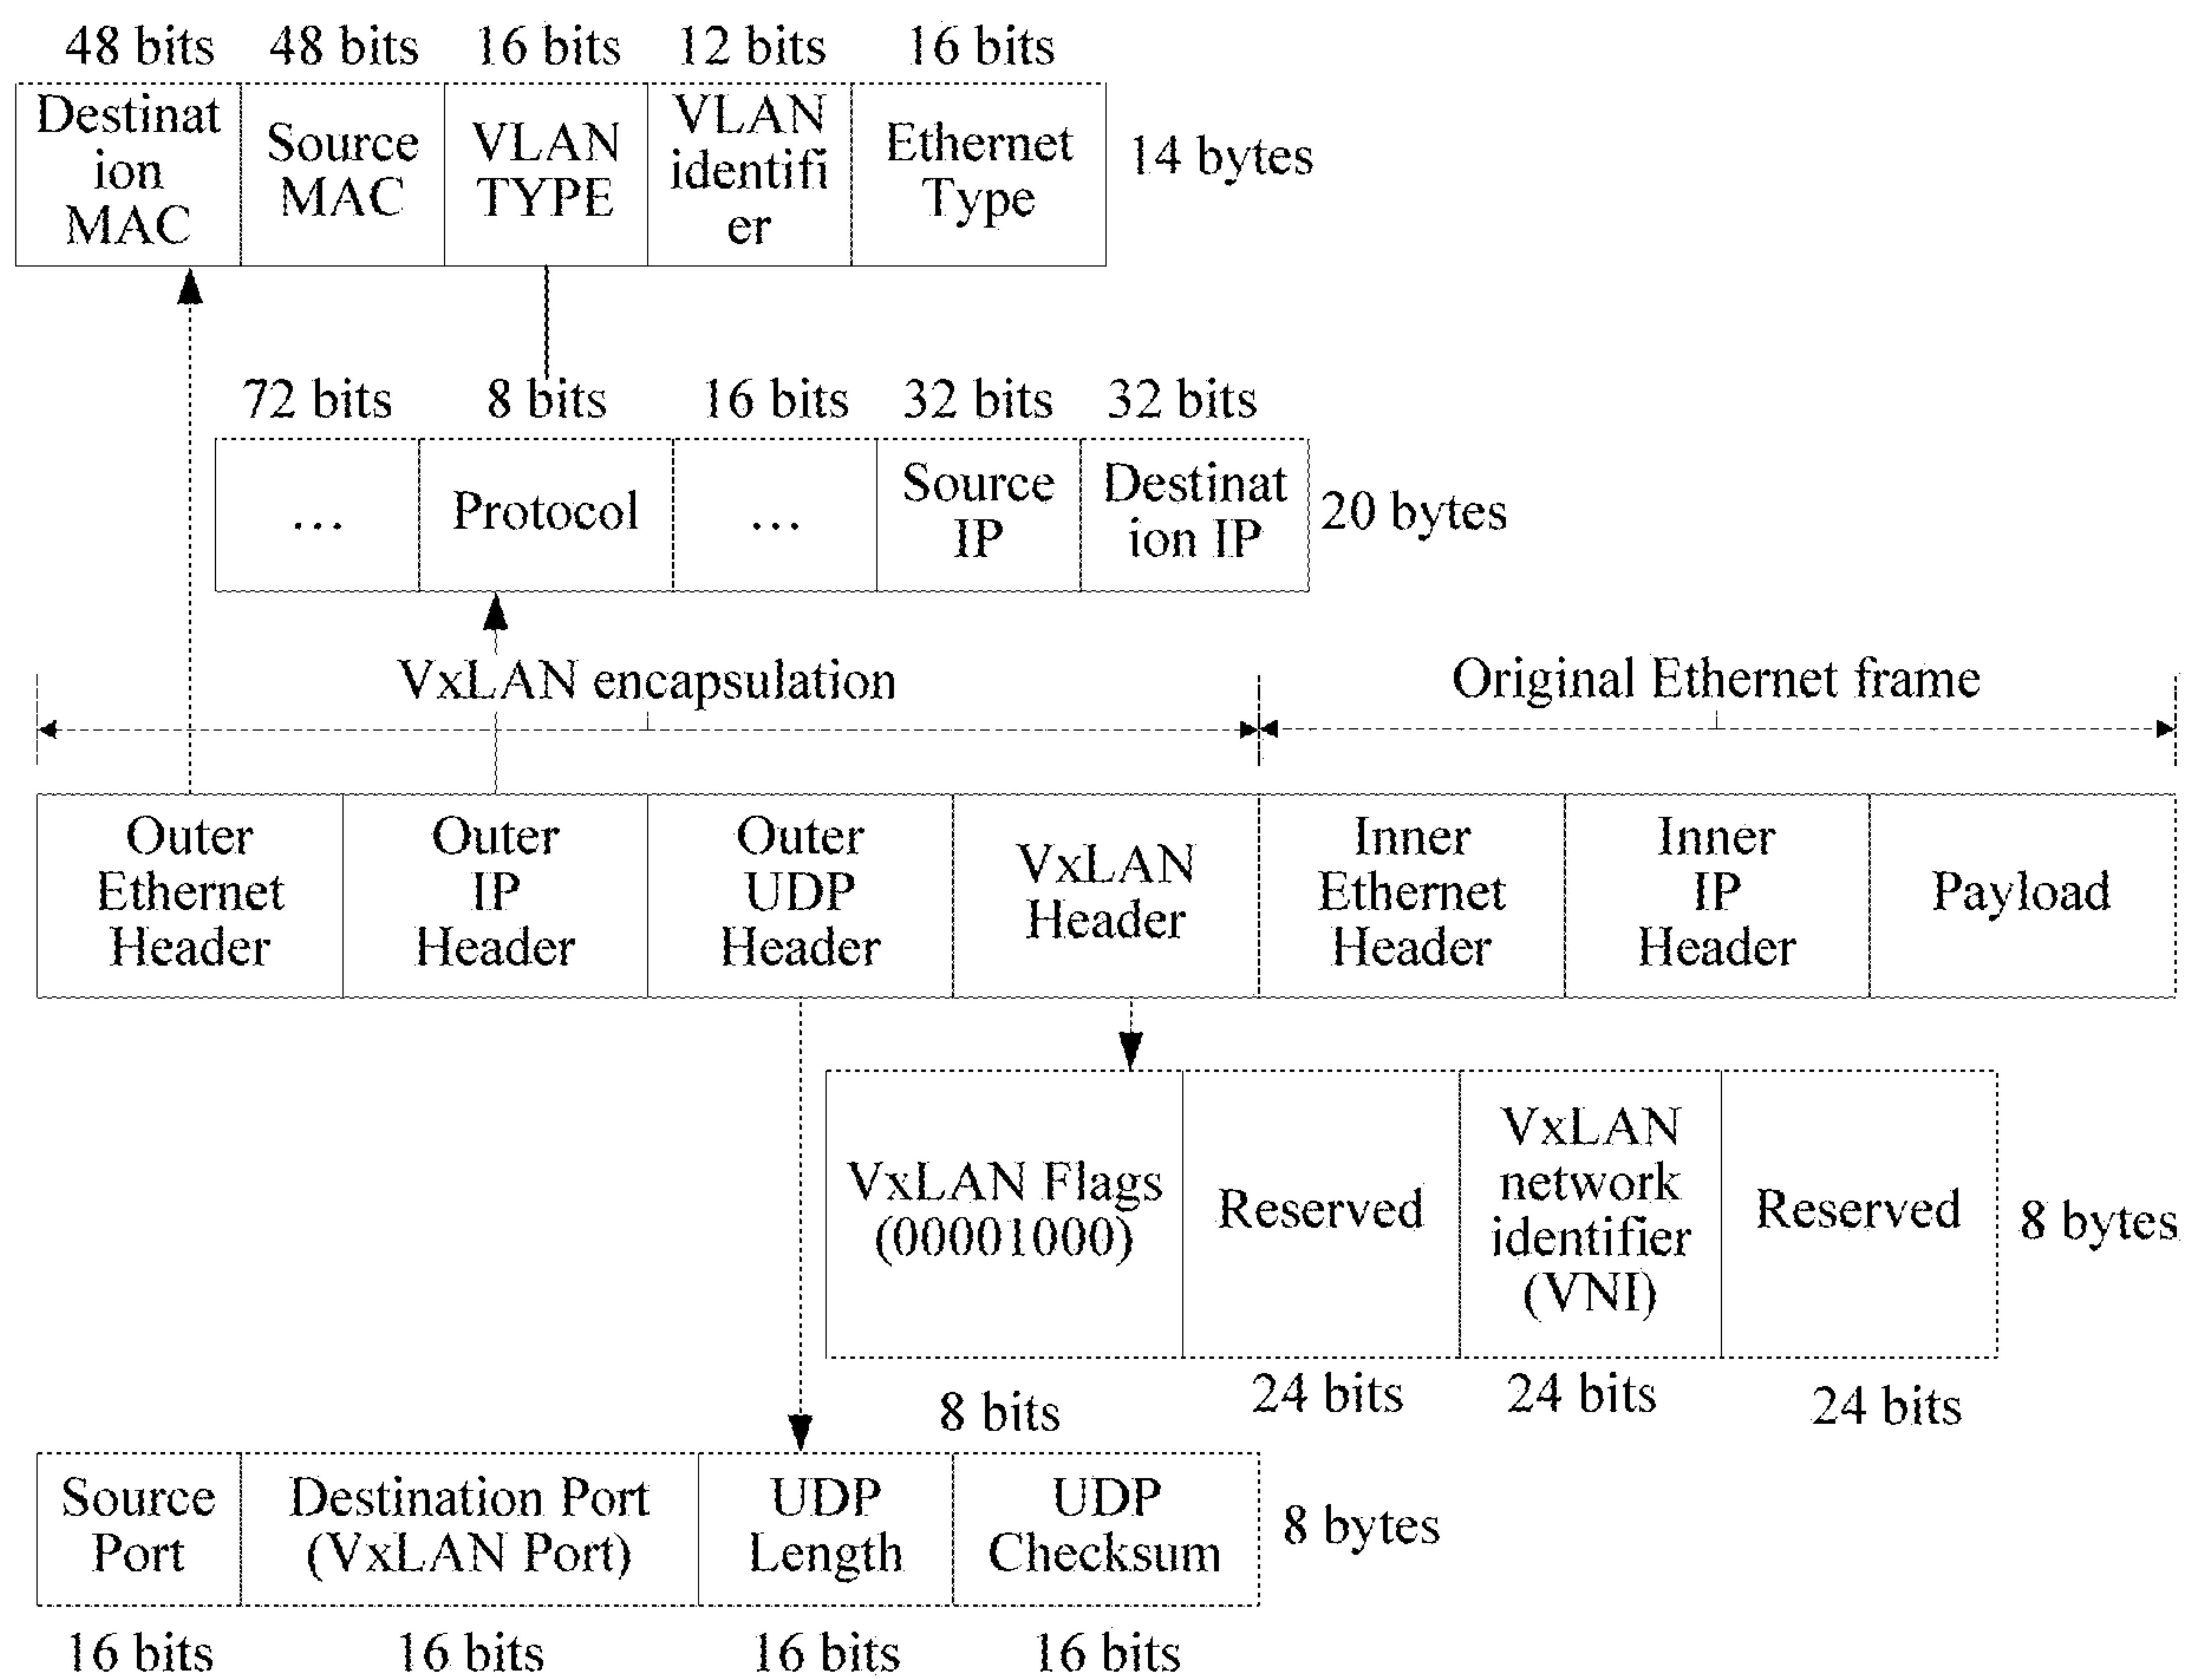 48 bits 48 bits 16 bits 12 bits 16 bits
Destinat
ion
MAC
Source
MAC
VLAN
TYPE
VLAN
identifi
er
Ethernet
Type
14 bytes
72 bits 8 bits 16 bits 32 bits 32 bits
...
Protocol
...
Source
IP
Destinat
ion IP
20 bytes
VxLAN encapsulation
Original Ethernet frame
Outer
Ethernet
Header
Outer
IP
Header
Outer
UDP
Header
VxLAN
Header
Inner
Ethernet
Header
Inner
IP
Header
Payload
VxLAN Flags
(00001000)
Reserved
VxLAN
network
identifier
(VNI)
Reserved
8 bytes
8 bits 24 bits 24 bits 24 bits
Source
Port
Destination Port
(VxLAN Port)
UDP
Length
UDP
Checksum
8 bytes
16 bits 16 bits 16 bits 16 bits